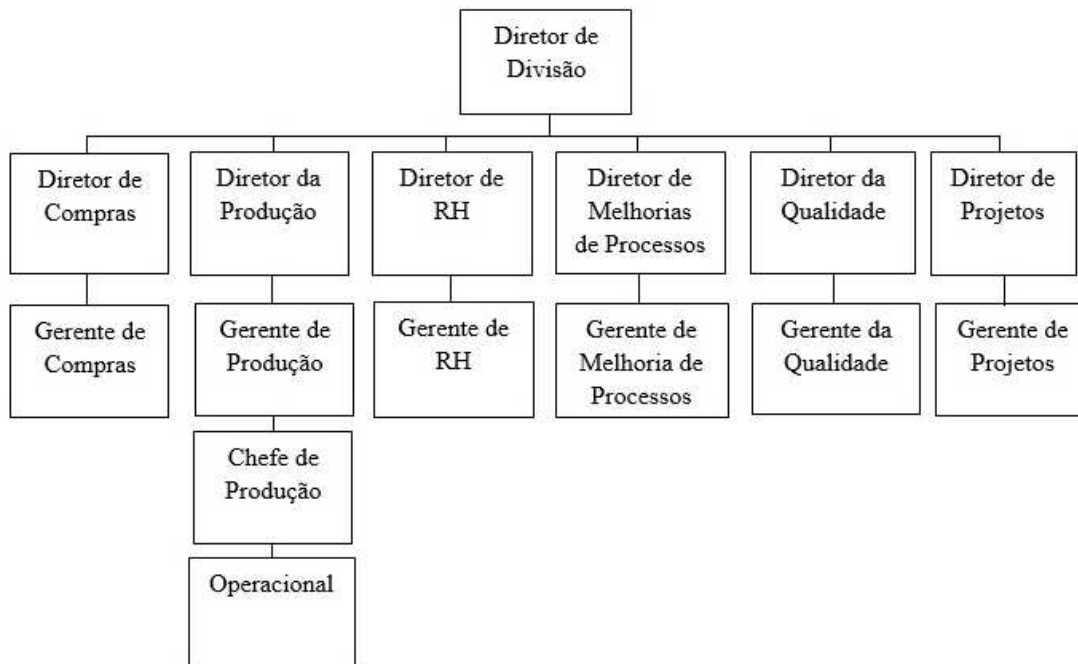 Diretor de
Divisão
Diretor de
Compras
Diretor da
Produção
Diretor de
RH
Diretor de
Melhorias
de Processos
Diretor da
Qualidade
Diretor de
Projetos
Gerente de
Compras
Gerente de
Produção
Gerente de
RH
Gerente de
Melhoria de
Processos
Gerente da
Qualidade
Gerente de
Projetos
Chefe de
Produção
Operacional